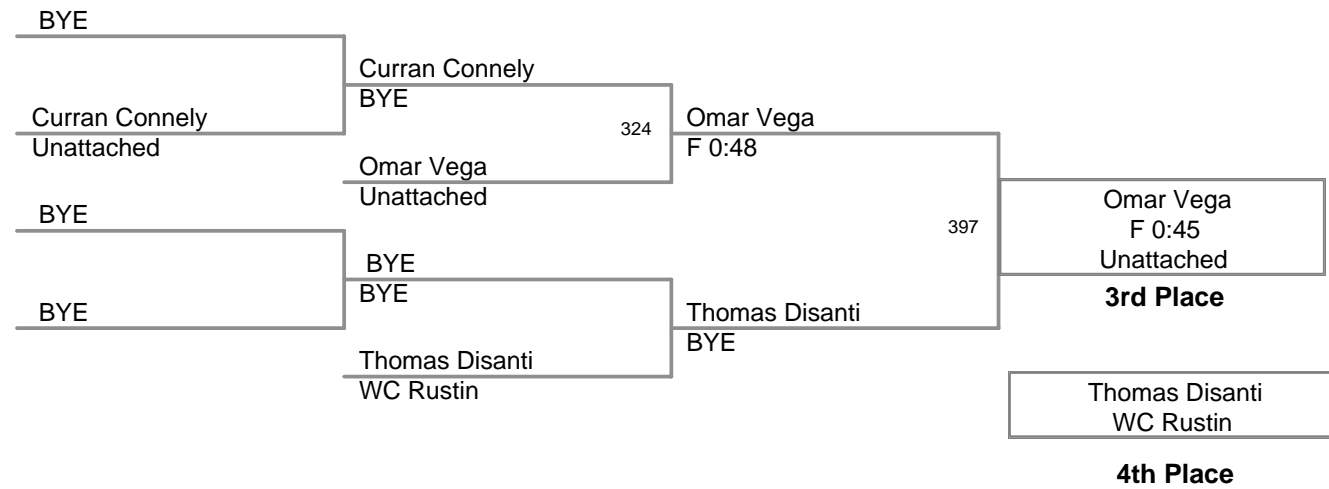 BYE
Curran Connely
BYE
Curran Connely
Unattached
324
Omar Vega
F 0:48
Omar Vega
Unattached
BYE
397
Omar Vega
F 0:45
Unattached
3rd Place
BYE
BYE
BYE
Thomas Disanti
BYE
Thomas Disanti
WC Rustin
Thomas Disanti
WC Rustin
4th Place